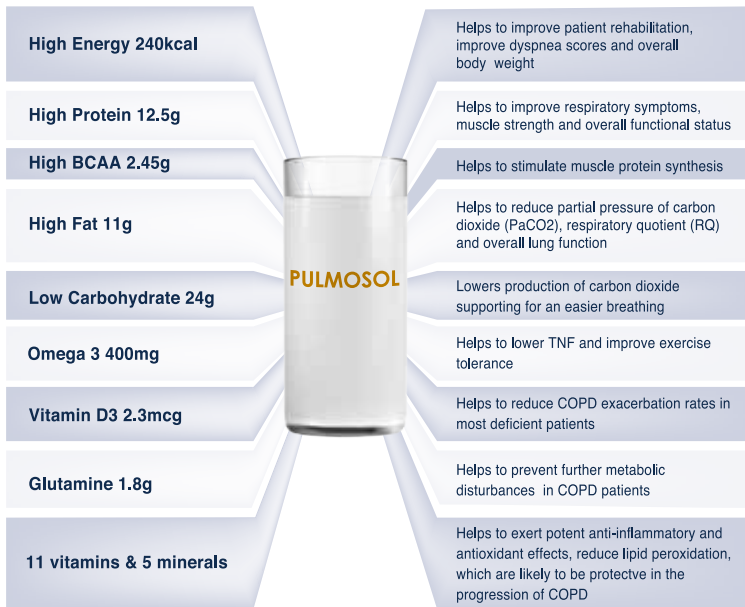 High Energy 240kcal
Helps to improve patient rehabilitation,
improve dyspnea scores and overall
body weight
High Protein 12.5g
Helps to improve respiratory symptoms,
muscle strength and overall functional status
High BCAA 2.45g
Helps to stimulate muscle protein synthesis
High Fat 11g
Helps to reduce partial pressure of carbon
dioxide (PaCO2), respiratory quotient (RQ)
and overall lung function
PULMOSOL
Low Carbohydrate 24g
Lowers production of carbon dioxide
supporting for an easier breathing
Omega 3 400mg
Helps to lower TNF and improve exercise
tolerance
Vitamin D3 2.3mcg
Helps to reduce COPD exacerbation rates in
most deficient patients
Glutamine 1.8g
Helps to prevent further metabolic
disturbances in COPD patients
11 vitamins & 5 minerals
Helps to exert potent anti-inflammatory and
antioxidant effects, reduce lipid peroxidation,
which are likely to be protectve in the
progression of COPD